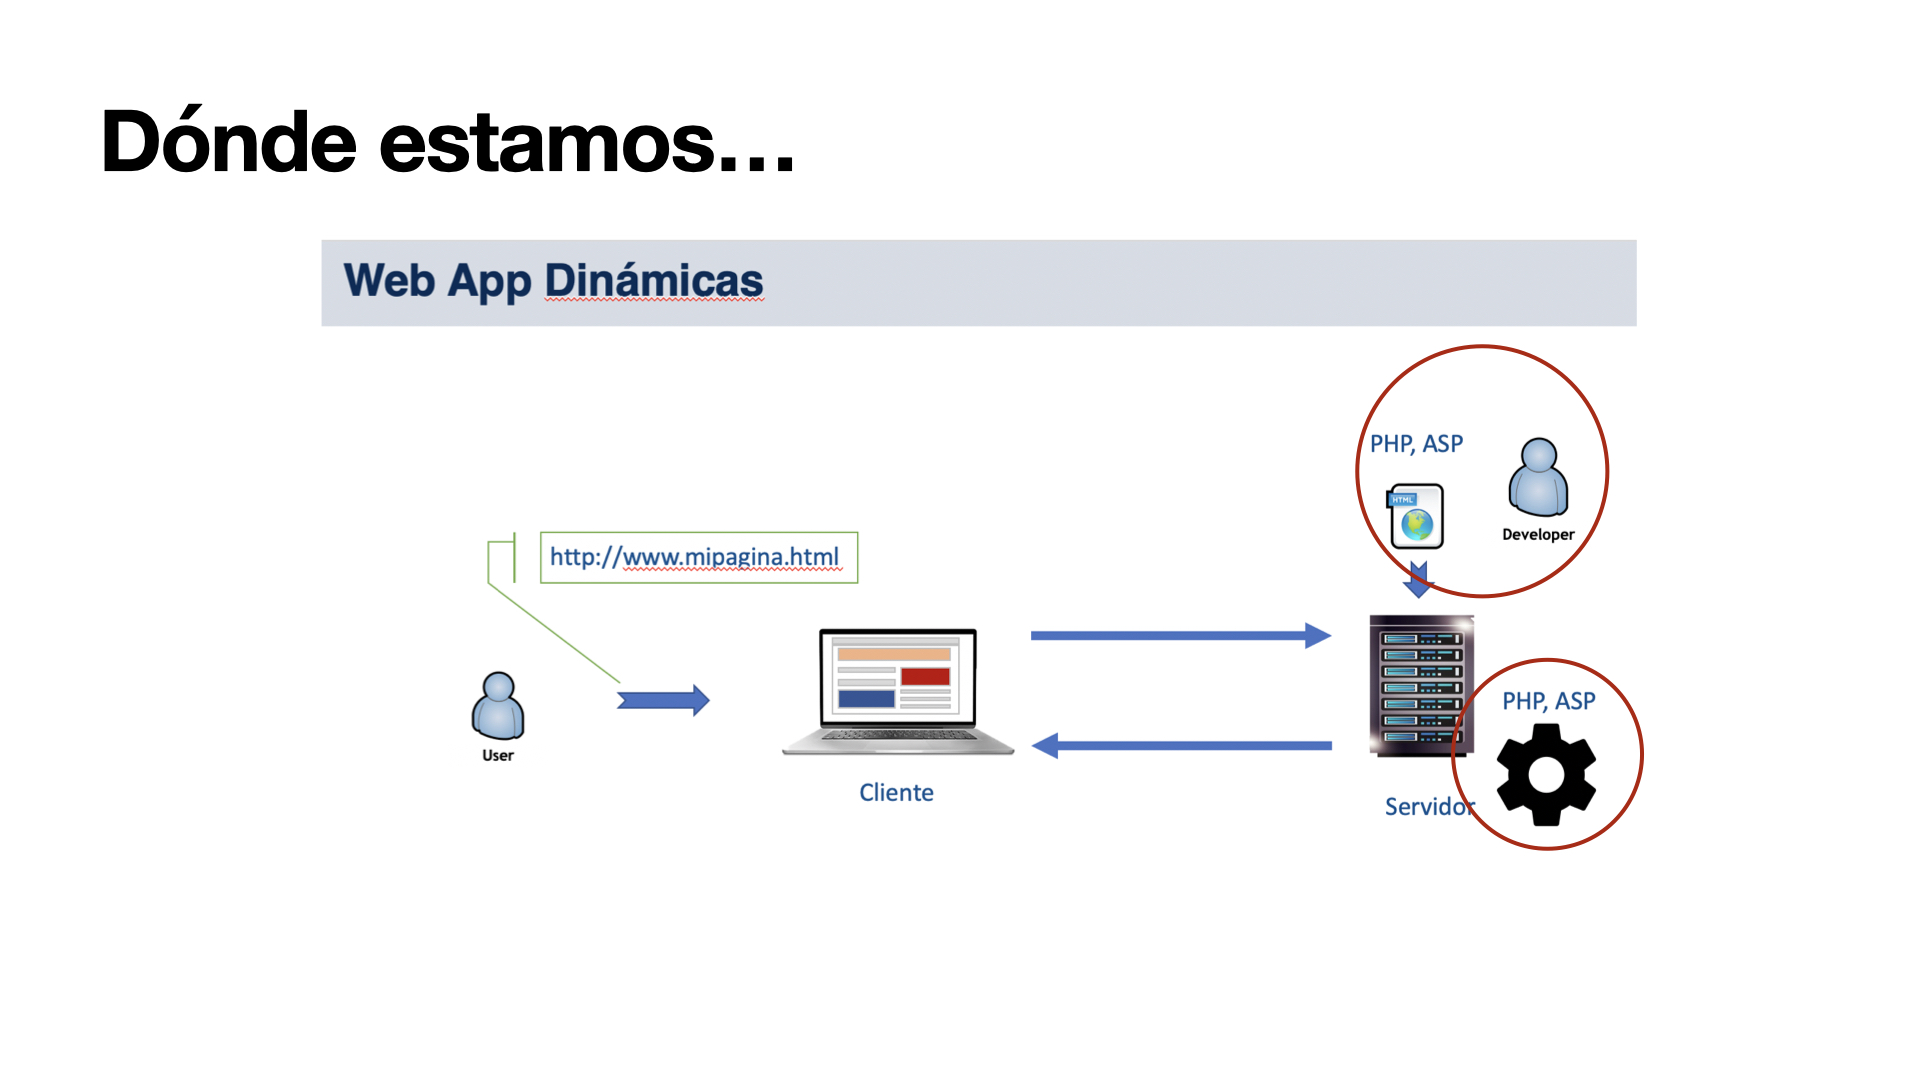 Dónde estamos...
Web App Dinámicas
PHP, ASP
HTML
Developer
http://www.mipagina.html
User
Cliente
PHP, ASP
Servidor